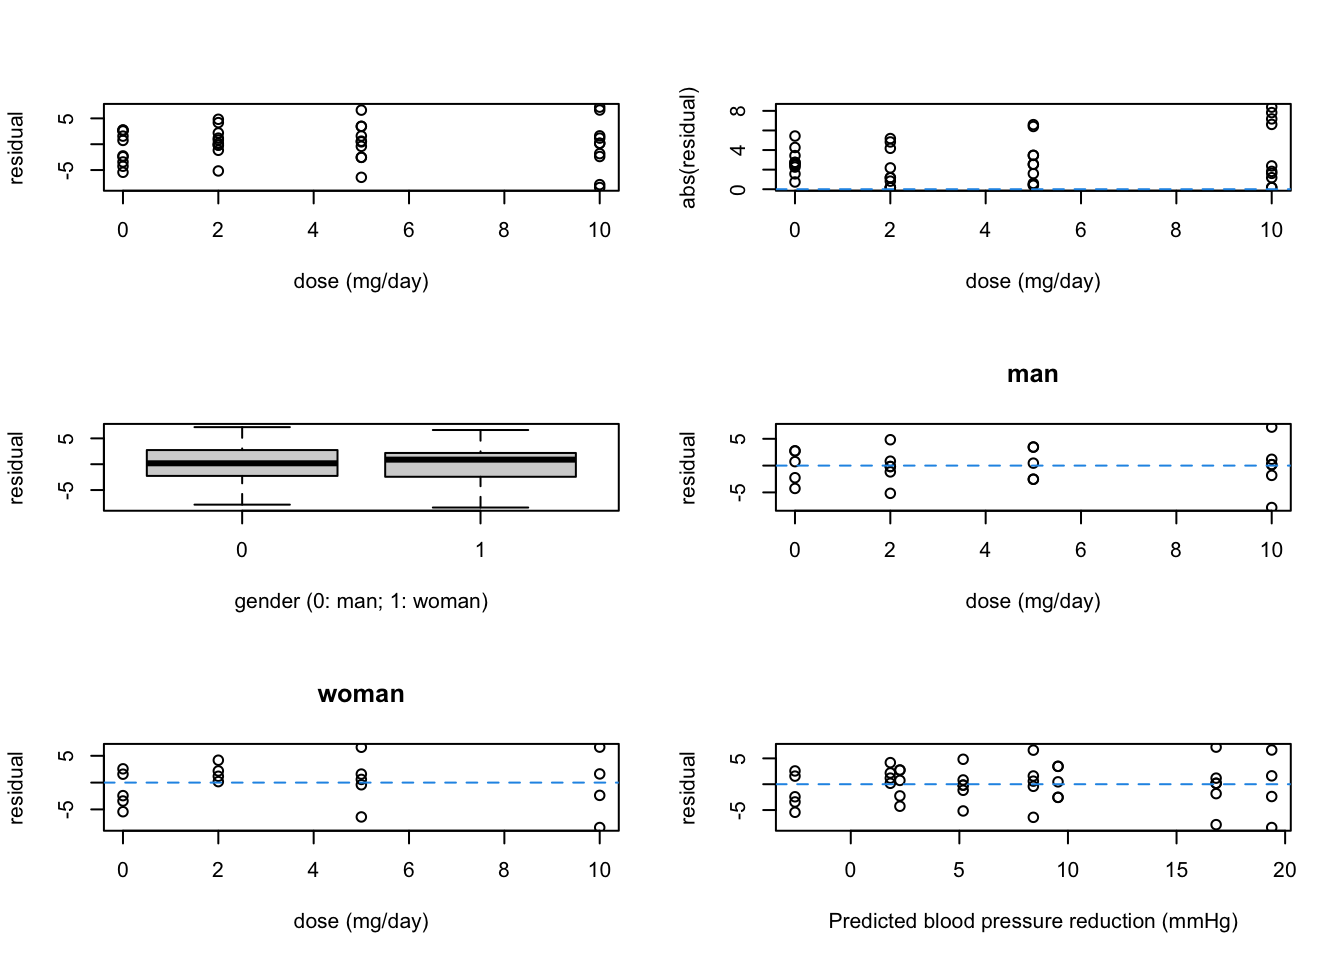 residual
5
-5
0 2 4 6 8 10
dose (mg/day)
abs(residual)
8
4
0
0 2 4 6 8 10
dose (mg/day)
residual
5
-5
0 1
gender (0: man; 1: woman)
man
residual
5
-5
0 2 4 6 8 10
dose (mg/day)
woman
residual
5
-5
0 2 4 6 8 10
dose (mg/day)
residual
5
-5
0 5 10 15 20
Predicted blood pressure reduction (mmHg)